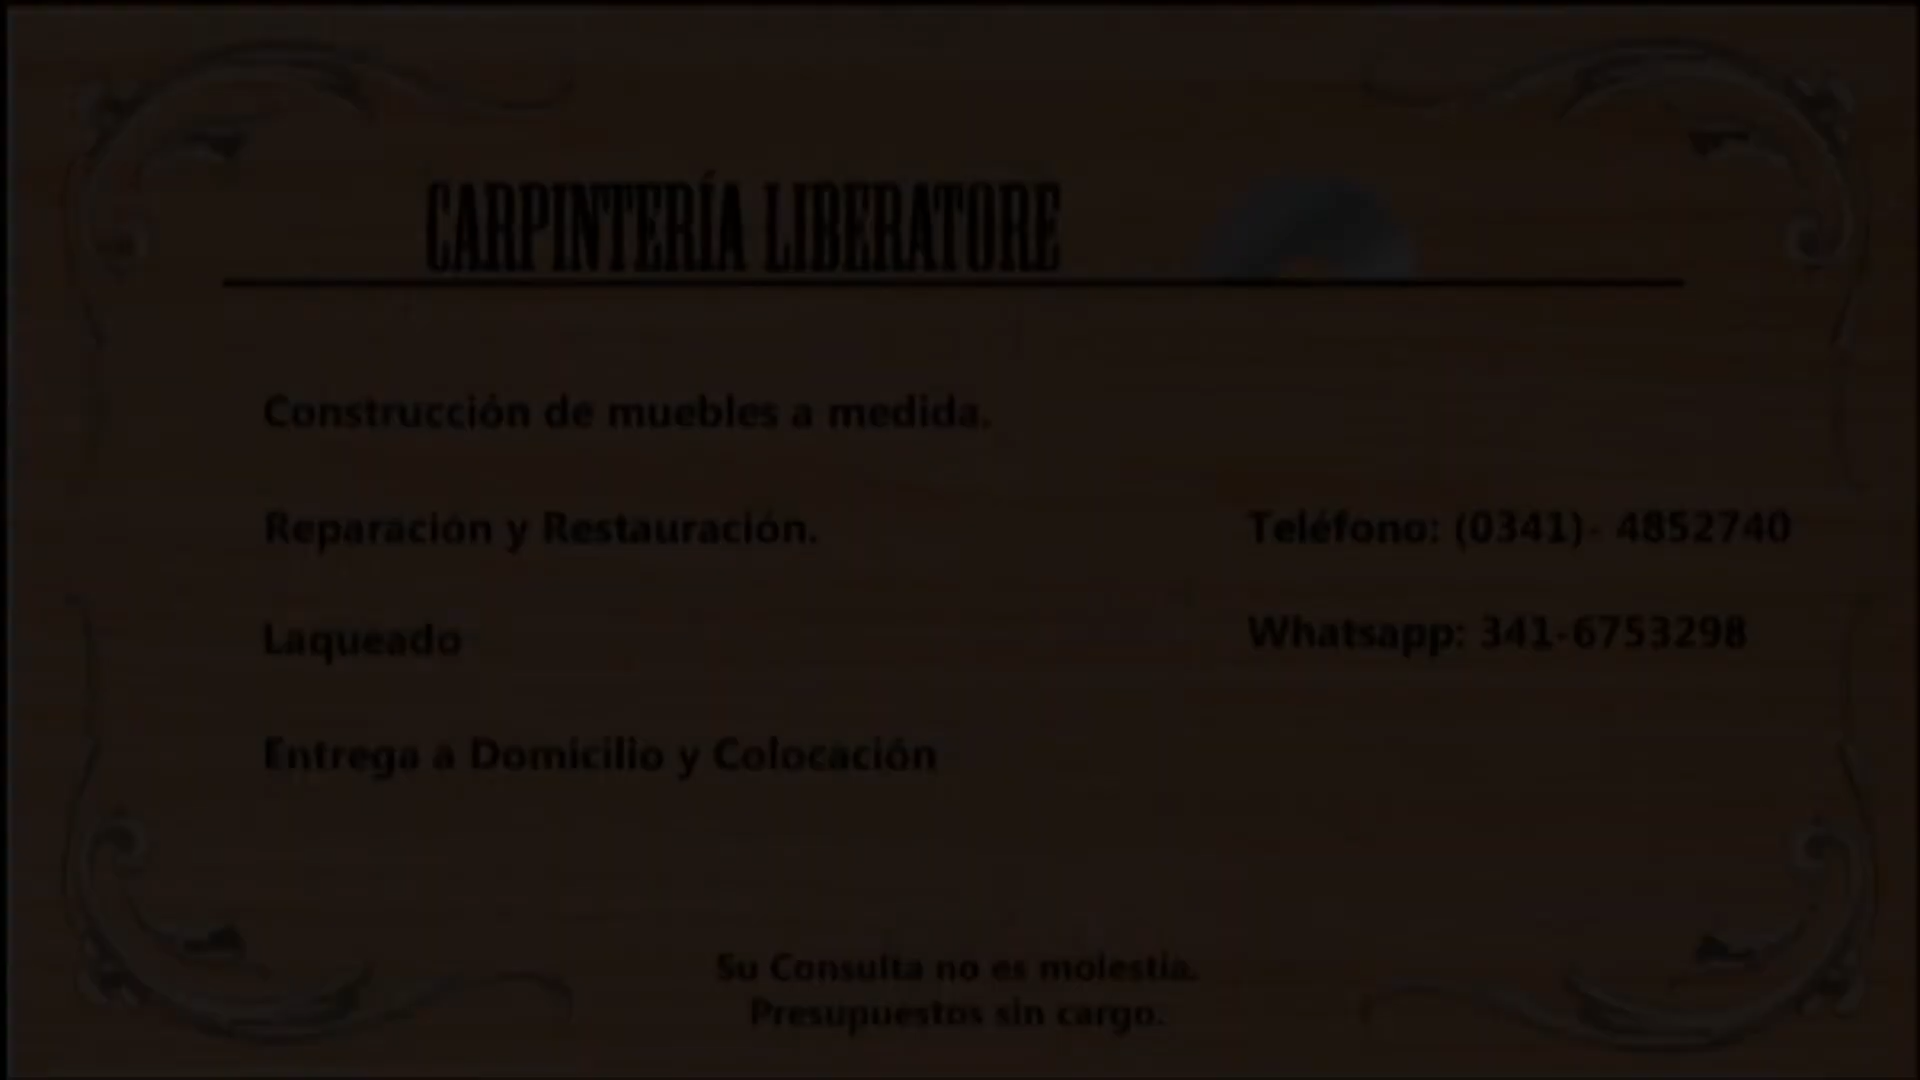 CARPINTERÍA LIBERATORE
Construcción de muebles a medida.
Reparación y Restauración.
Teléfono: (0341)- 4852740
Laqueado
Whatsapp: 341-6753298
Entrega a Domicilio y Colocación
Su Consulta no es molestia.
Presupuestos sin cargo.